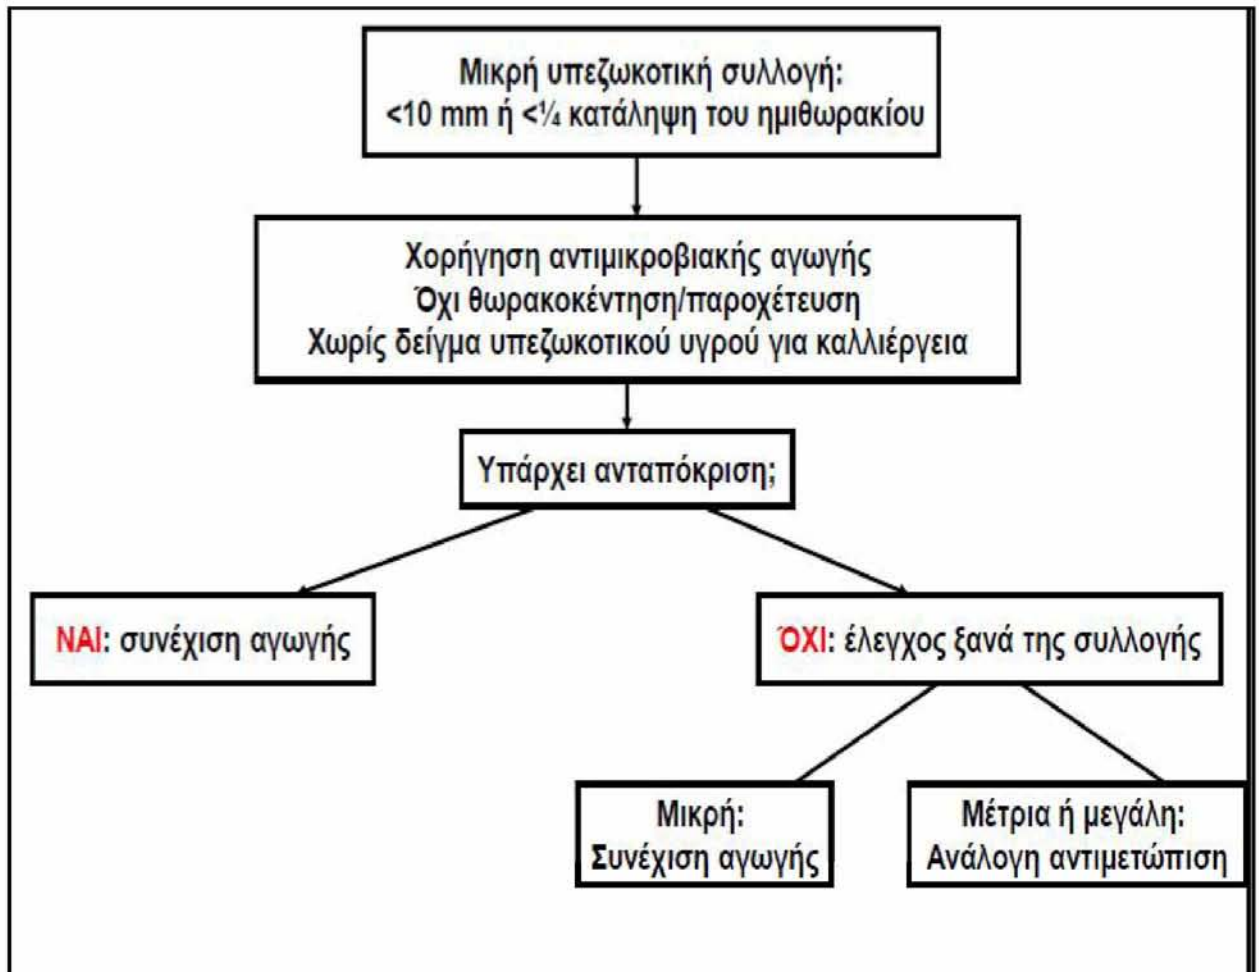 Μικρή υπεζωκοτική συλλογή:
<10 mm ή <¼ κατάληψη του ημιθωρακίου
Χορήγηση αντιμικροβιακής αγωγής
Όχι θωρακοκέντηση/παροχέτευση
Χωρίς δείγμα υπεζωκοτικού υγρού για καλλιέργεια
Υπάρχει ανταπόκριση;
ΝΑΙ: συνέχιση αγωγής
ΌΧΙ: έλεγχος ξανά της συλλογής
Μικρή:
Συνέχιση αγωγής
Μέτρια ή μεγάλη:
Ανάλογη αντιμετώπιση